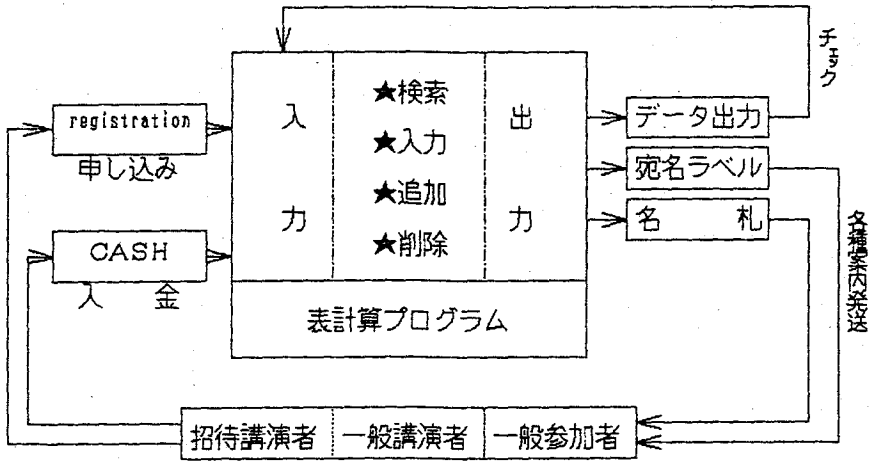 チェック
registration
申し込み
CASH
入 金
入力
★検索
★入力
★追加
★削除
出力
表計算プログラム
データ出力
宛名ラベル
名 札
各種案内発送
招待講演者
一般講演者
一般参加者